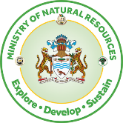 MINISTRY OF NATURAL RESOURCES
Explore • Develop • Sustain